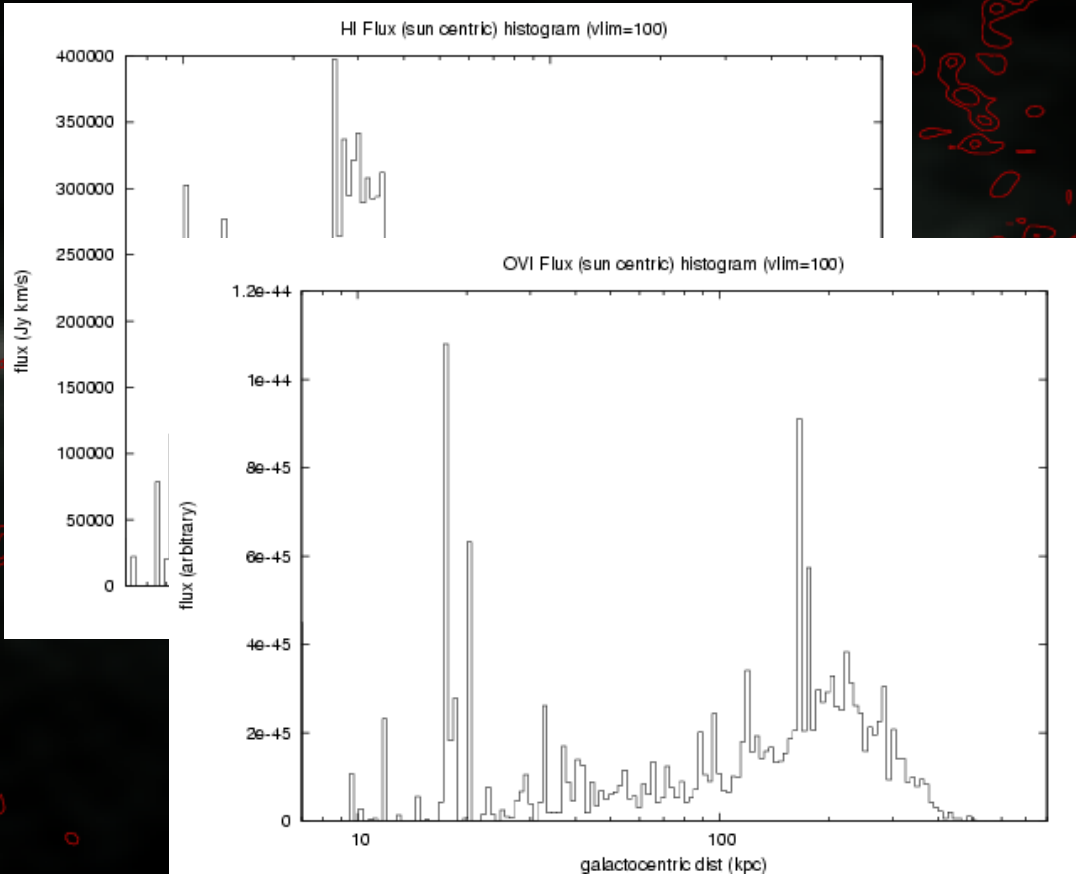 HI Flux (sun centric) histogram (vlim=100)
400000
350000
300000
250000
200000
150000
100000
50000
0
flux (Jy km/s)
OVI Flux (sun centric) histogram (vlim=100)
1.2e-44
1e-44
8e-45
6e-45
4e-45
2e-45
0
flux (arbitrary)
10
100
galactocentric dist (kpc)